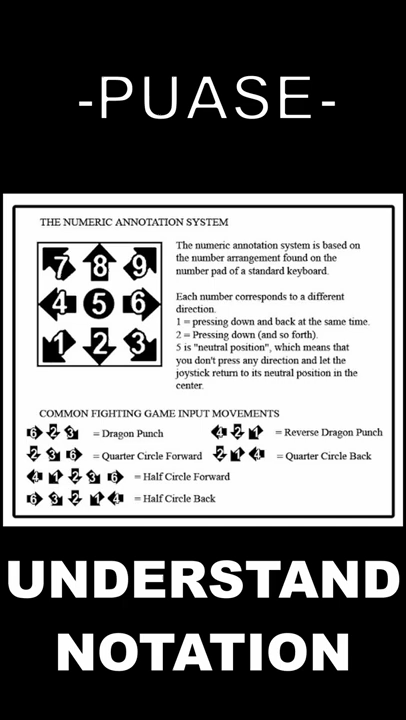 -PUASE-
THE NUMERIC ANNOTATION SYSTEM
7 8 9
4 5 6
1 2 3
The numeric annotation system is based on
the number arrangement found on the
number pad of a standard keyboard.
Each number corresponds to a different
direction.
1 = pressing down and back at the same time.
2 = Pressing down (and so forth).
5 is "neutral position", which means that
you don't press any direction and let the
joystick return to its neutral position in the
center.
COMMON FIGHTING GAME INPUT MOVEMENTS
6 2 3 = Dragon Punch
4 2 1 = Reverse Dragon Punch
2 3 6 = Quarter Circle Forward
2 1 4 = Quarter Circle Back
4 1 2 3 6 = Half Circle Forward
6 3 2 1 4 = Half Circle Back
UNDERSTAND
NOTATION